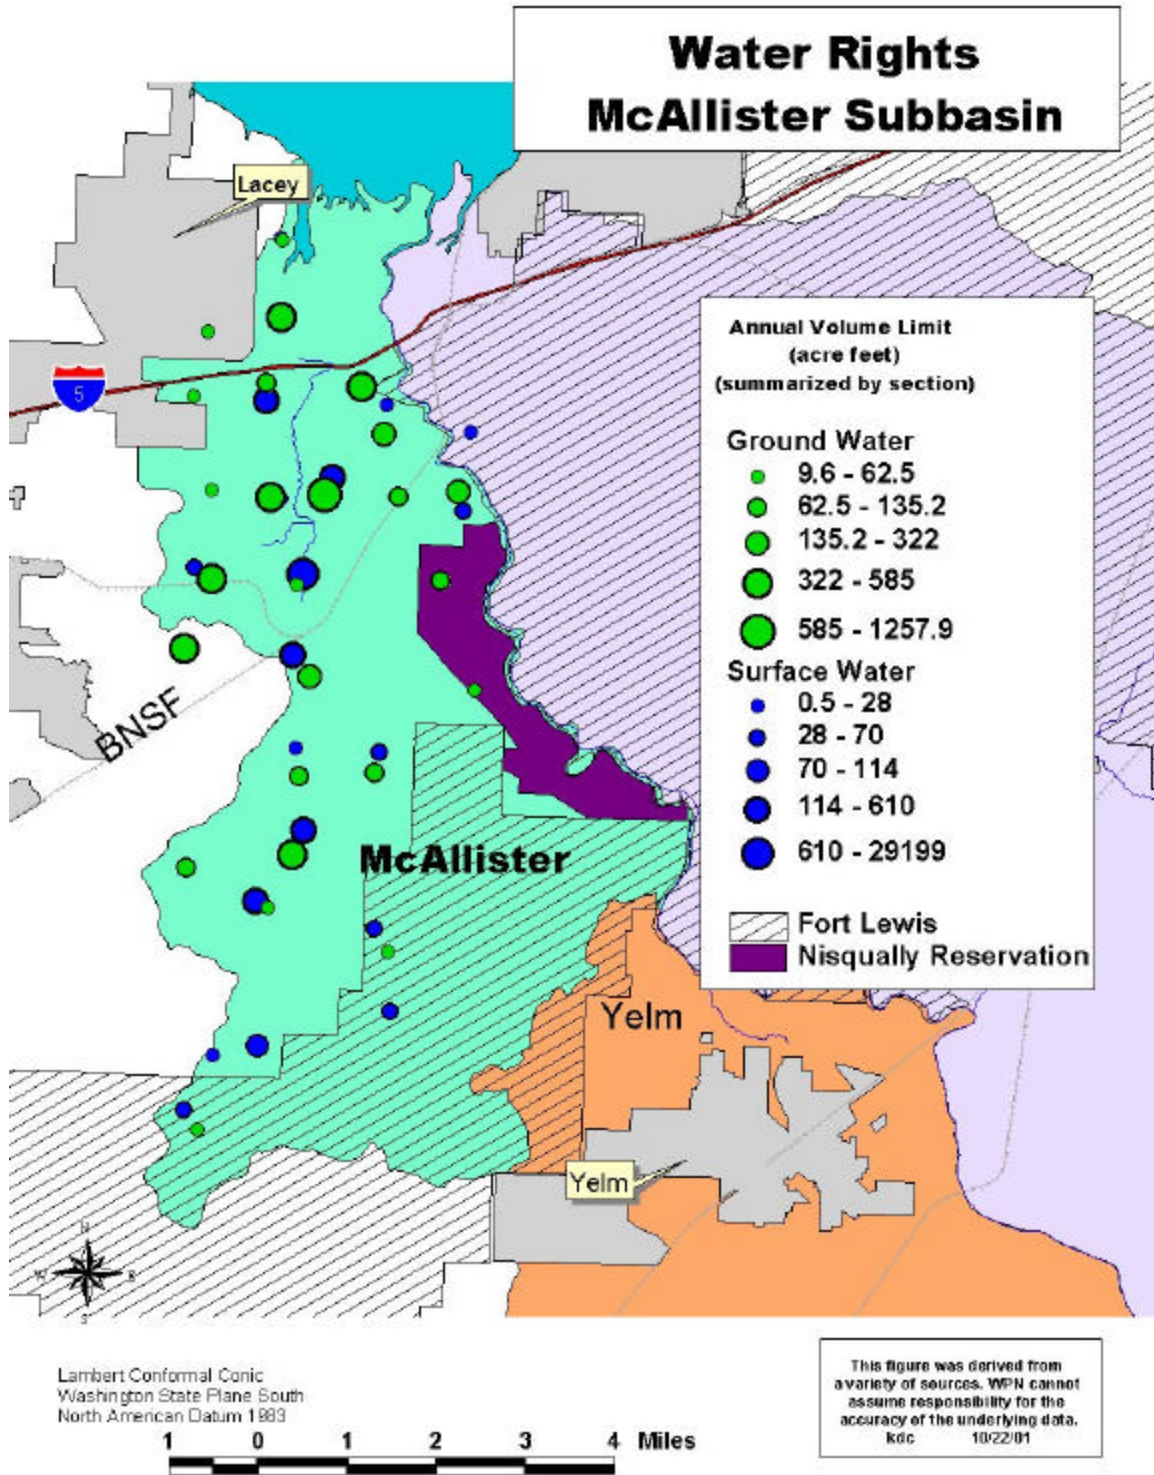 Water Rights
McAllister Subbasin
Lacey
5
Annual Volume Limit
(acre feet)
(summarized by section)
Ground Water
9.6 - 62.5
62.5 - 135.2
135.2 - 322
322 - 585
585 - 1257.9
Surface Water
0.5 - 28
28 - 70
70 - 114
114 - 610
610 - 29199
Fort Lewis
Nisqually Reservation
BNSF
McAllister
Yelm
Yelm
N
W
E
S
Lambert Conformal Conic
Washington State Plane South
North American Datum 1983
1 0 1 2 3 4 Miles
This figure was derived from
a variety of sources. WPN cannot
assume responsibility for the
accuracy of the underlying data.
kdc 10/22/01